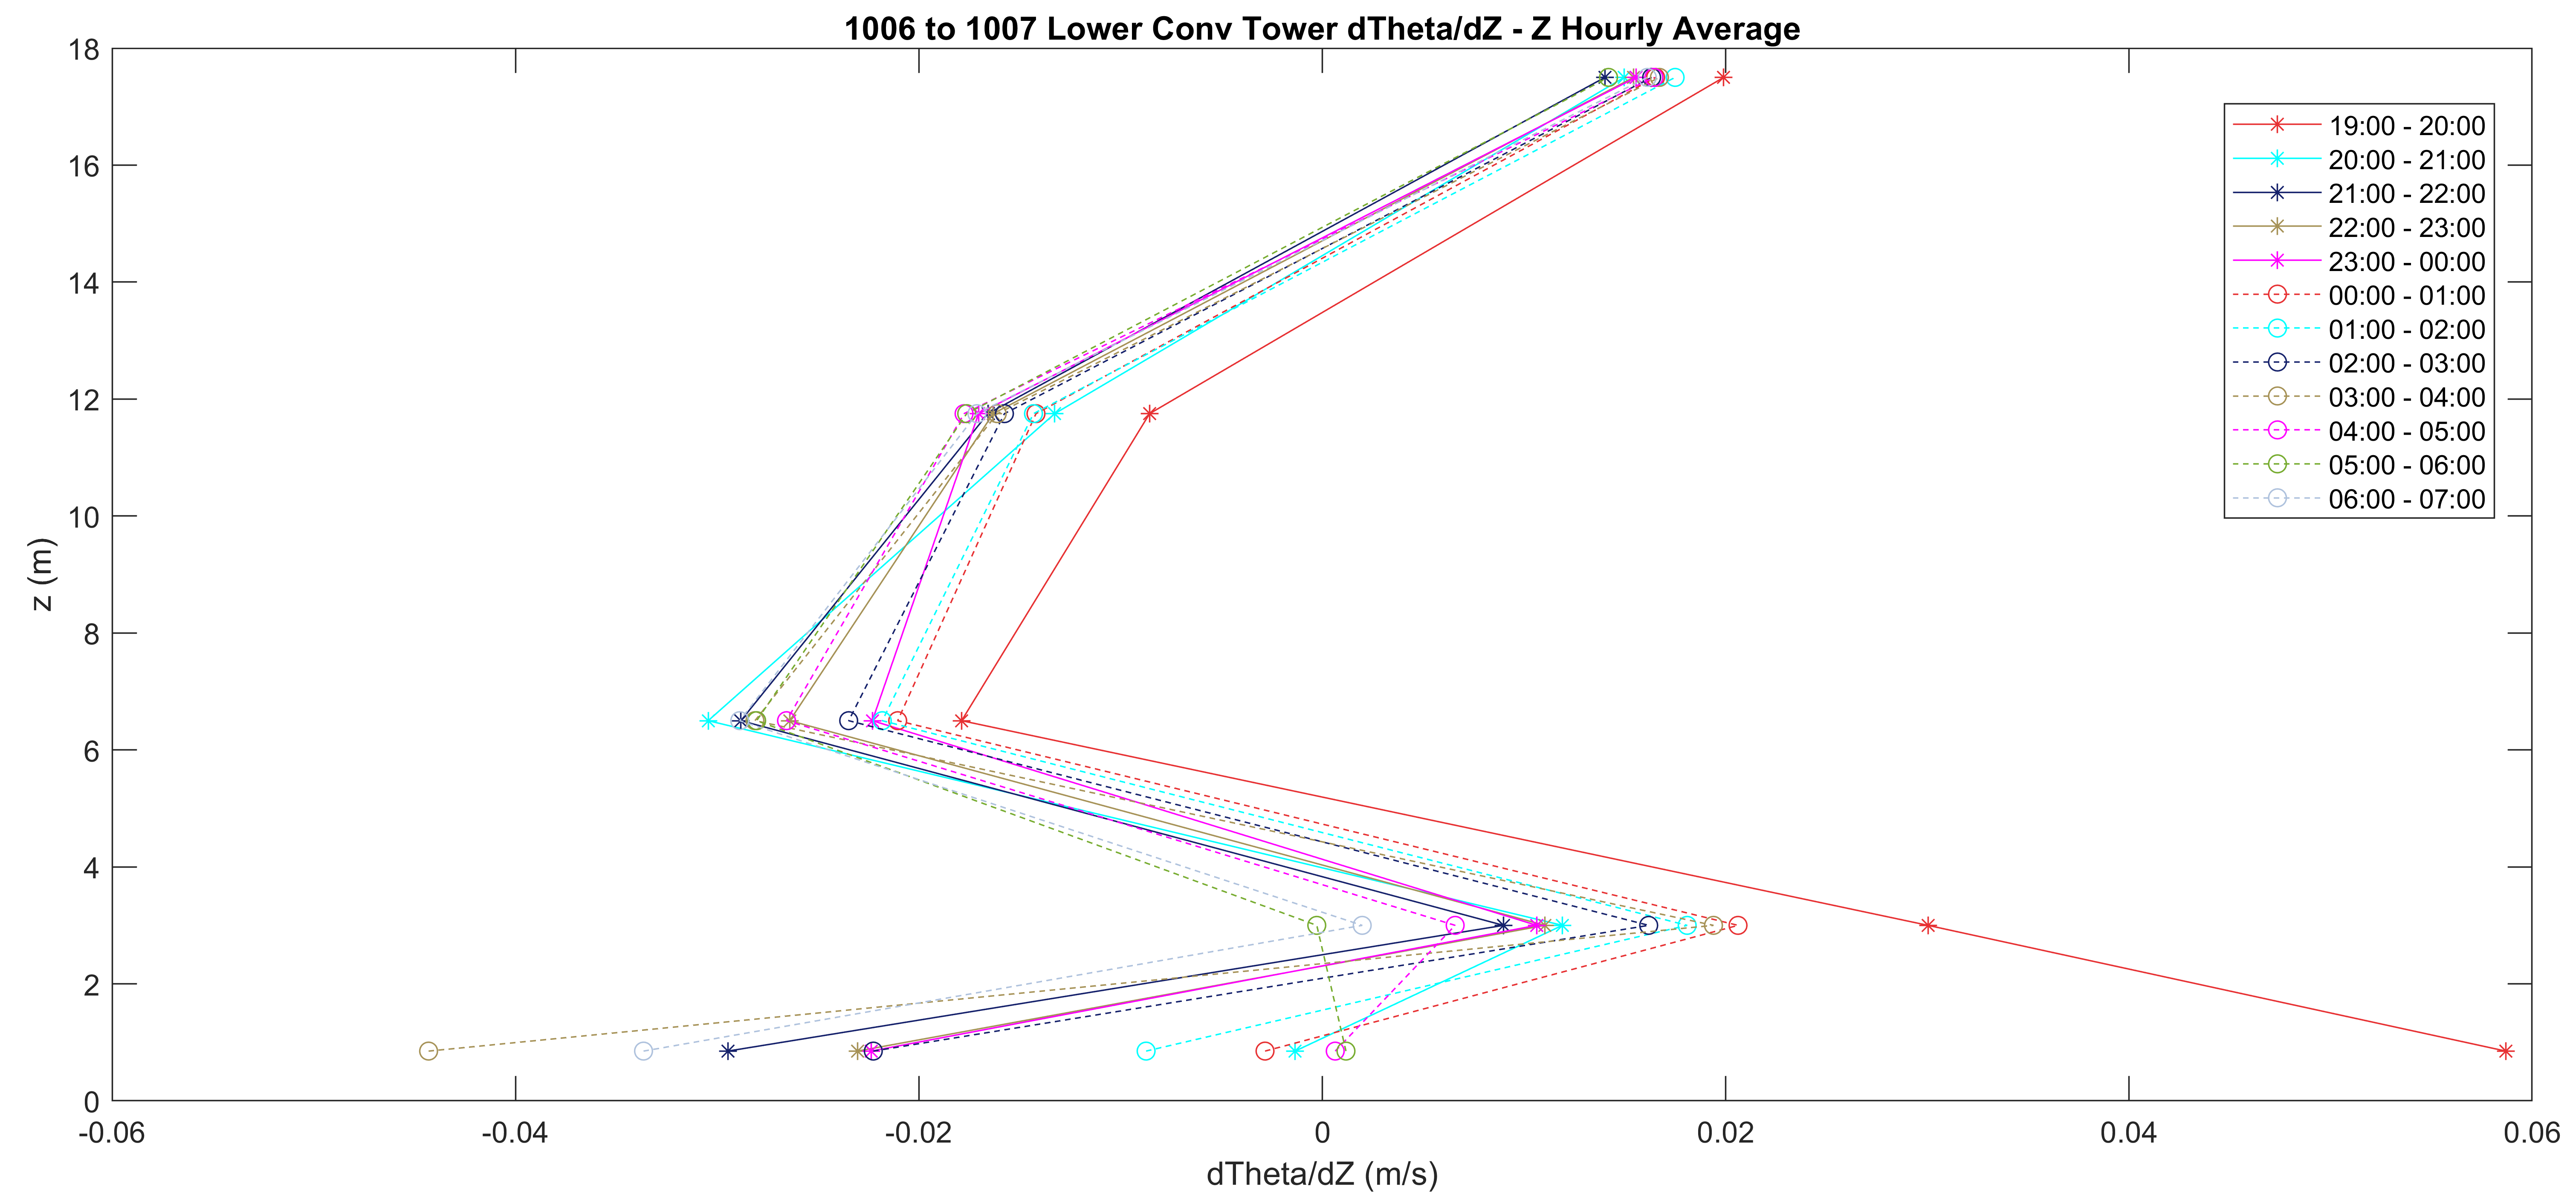 1006 to 1007 Lower Conv Tower dTheta/dZ - Z Hourly Average
18
16
14
12
10
8
6
4
2
0
z (m)
-0.06
-0.04
-0.02
0
0.02
0.04
0.06
dTheta/dZ (m/s)
19:00 - 20:00
20:00 - 21:00
21:00 - 22:00
22:00 - 23:00
23:00 - 00:00
00:00 - 01:00
01:00 - 02:00
02:00 - 03:00
03:00 - 04:00
04:00 - 05:00
05:00 - 06:00
06:00 - 07:00